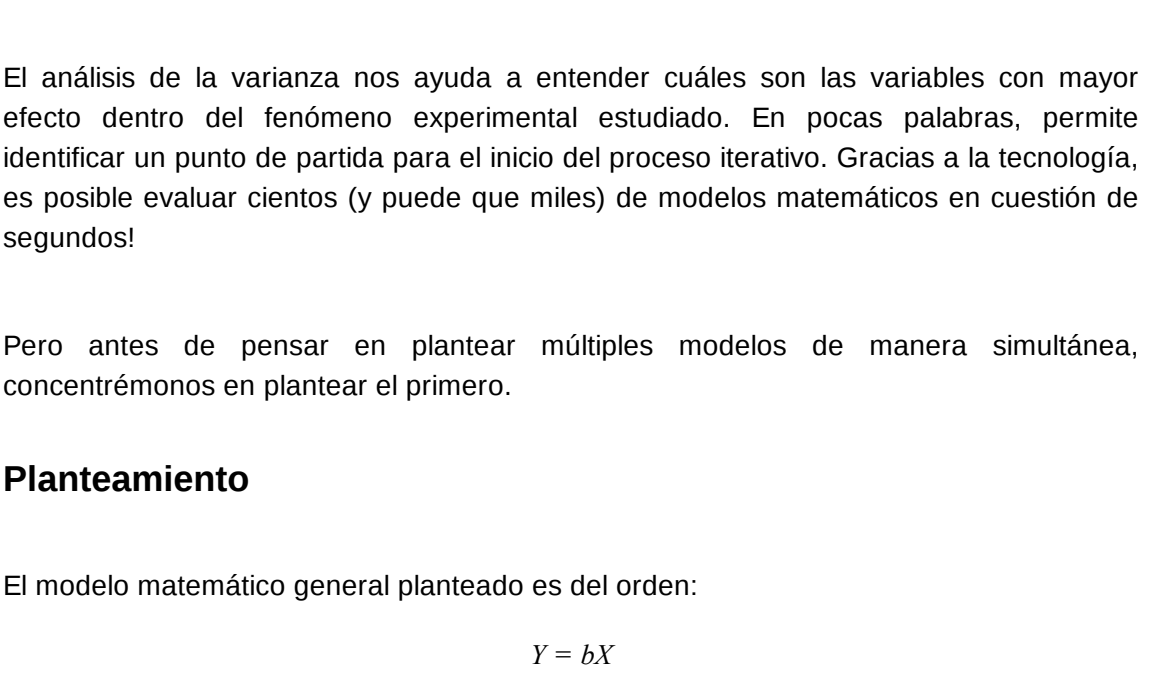 El análisis de la varianza nos ayuda a entender cuáles son las variables con mayor
efecto dentro del fenómeno experimental estudiado. En pocas palabras, permite
identificar un punto de partida para el inicio del proceso iterativo. Gracias a la tecnología,
es posible evaluar cientos (y puede que miles) de modelos matemáticos en cuestión de
segundos!
Pero antes de pensar en plantear múltiples modelos de manera simultánea,
concentrémonos en plantear el primero.
Planteamiento
El modelo matemático general planteado es del orden:
Y = bX